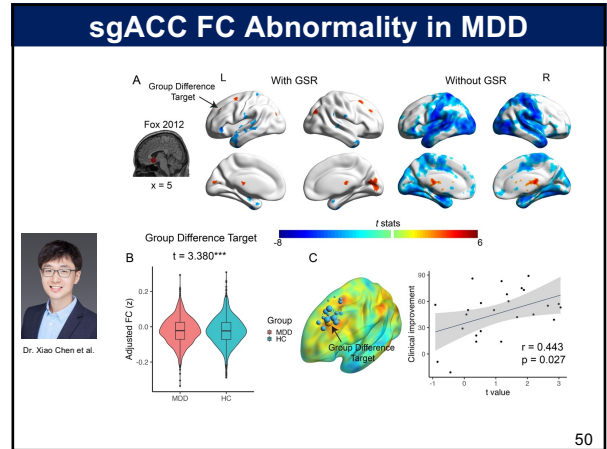 sgACC FC Abnormality in MDD
A
L
With GSR
Without GSR
R
Group Difference
Target
Fox 2012
x = 5
t stats
-8
6
Dr. Xiao Chen et al.
B
Group Difference Target
t = 3.380***
Adjusted FC (z)
0.2
0.0
-0.2
MDD
HC
Group
MDD
HC
C
Group Difference
Target
Clinical improvement
90
60
30
0
-1
0
1
2
3
t value
r = 0.443
p = 0.027
50